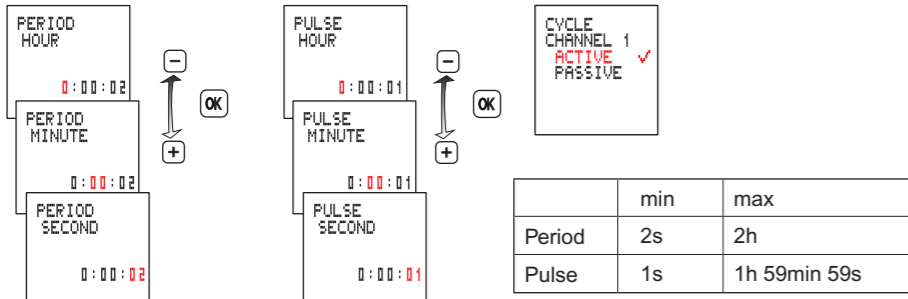 PERIOD
HOUR
0:00:02
PERIOD
MINUTE
0:00:02
PERIOD
SECOND
0:00:02
−
OK
+
PULSE
HOUR
0:00:01
PULSE
MINUTE
0:00:01
PULSE
SECOND
0:00:01
−
OK
+
CYCLE
CHANNEL 1
ACTIVE ✓
PASSIVE
min max
Period 2s 2h
Pulse 1s 1h 59min 59s